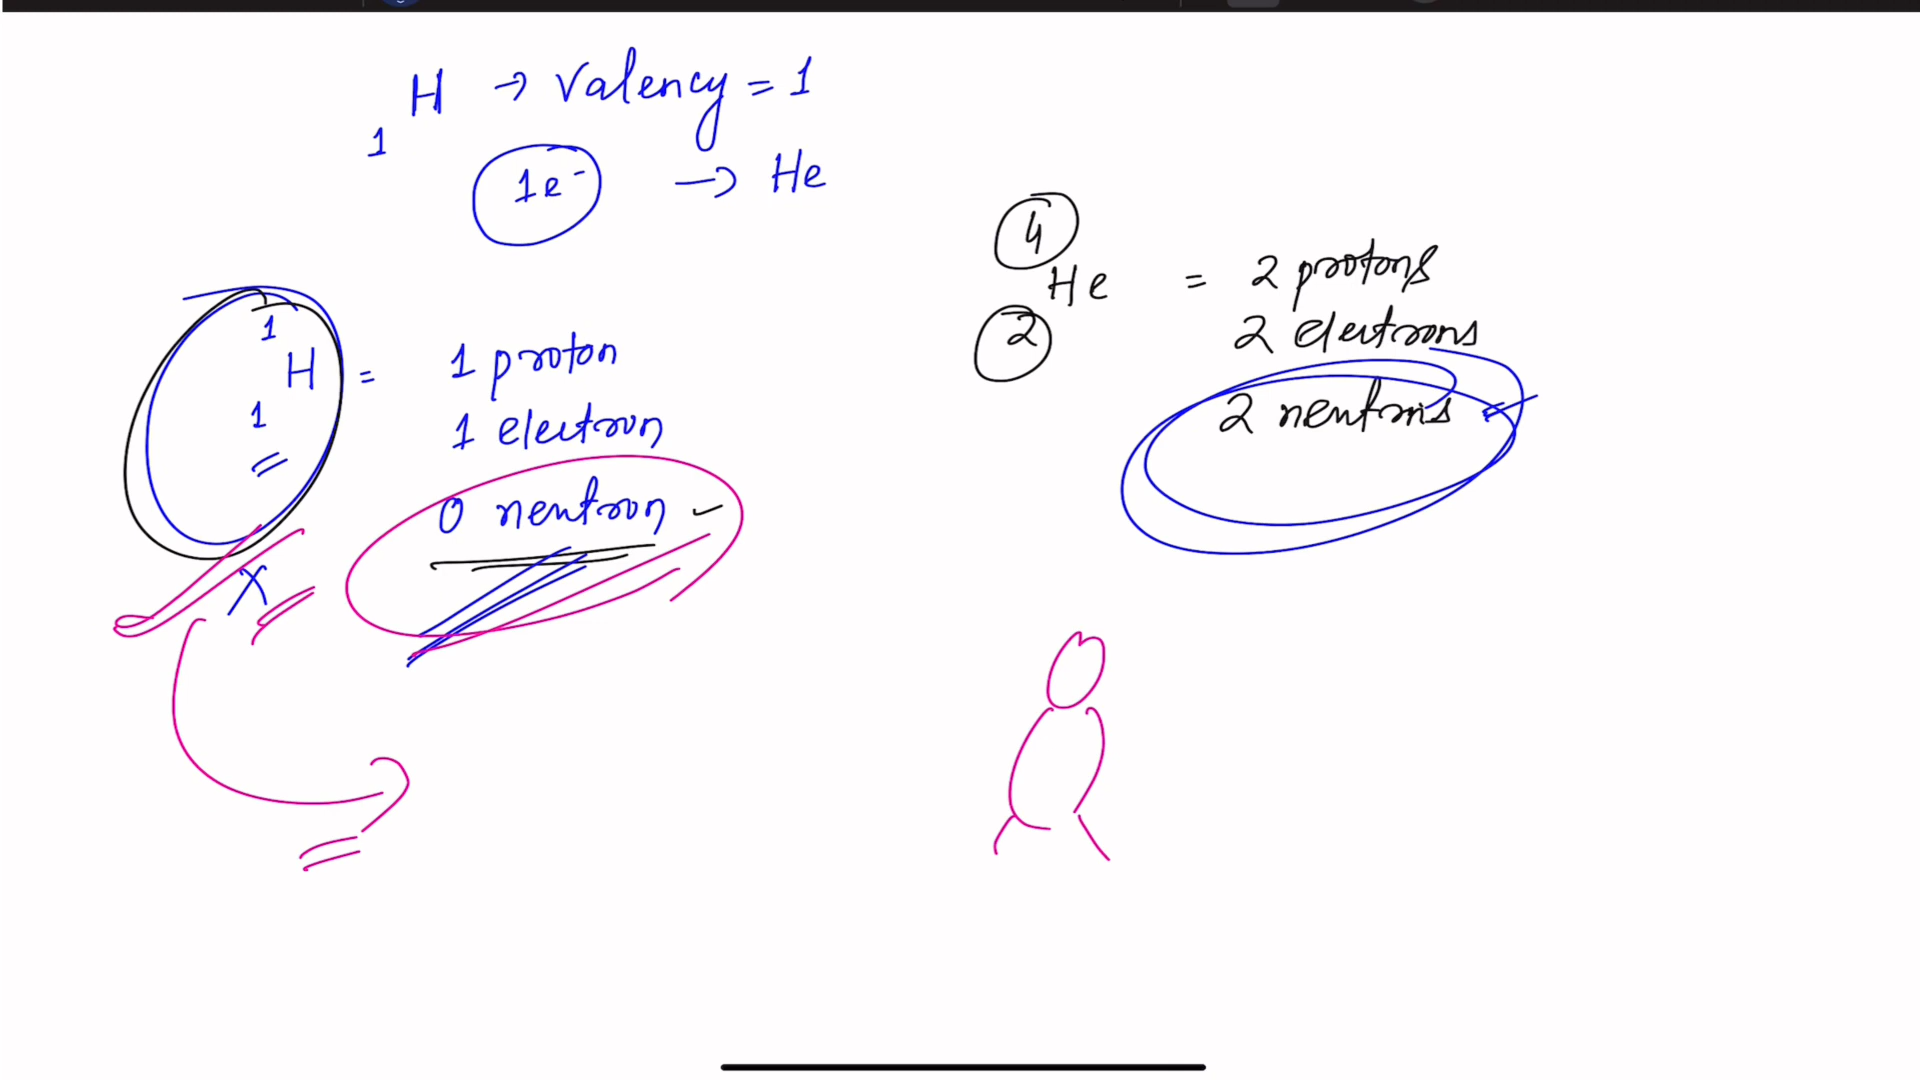 H → Valency = 1
1
1e⁻ → He
4
He = 2 protons
2
2 electrons
2 neutrons
1
H = 1 proton
1
1 electron
0 neutron ✓
X